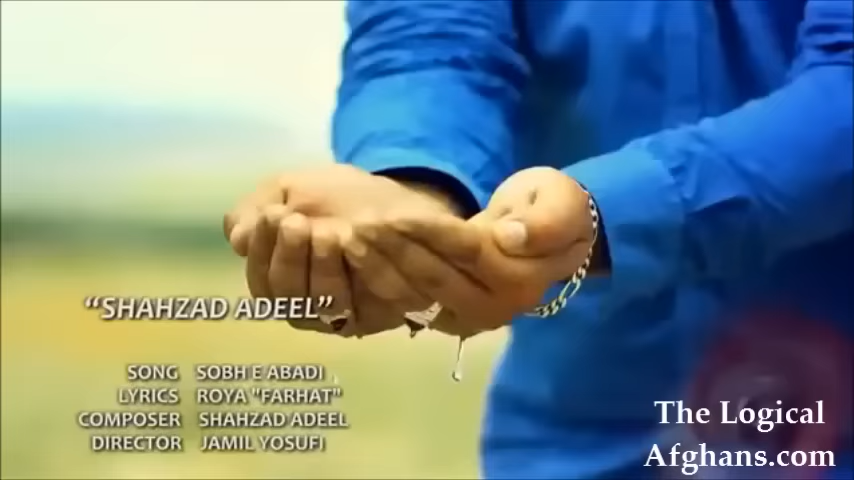 “SHAHZAD ADEEL”
SONG SOBH E ABADI
LYRICS ROYA "FARHAT"
COMPOSER SHAHZAD ADEEL
DIRECTOR JAMIL YOSUFI
The Logical
Afghans.com